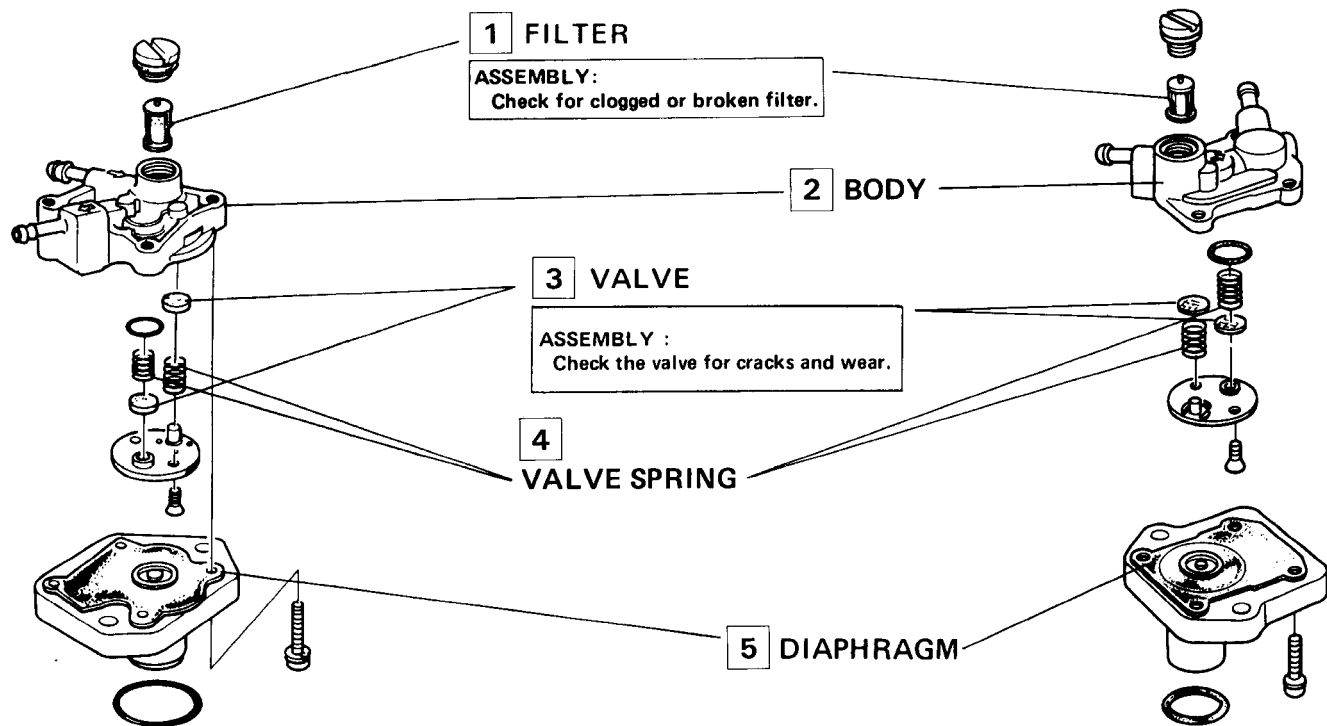 1 FILTER
ASSEMBLY:
Check for clogged or broken filter.
2 BODY
3 VALVE
ASSEMBLY :
Check the valve for cracks and wear.
4
VALVE SPRING
5 DIAPHRAGM